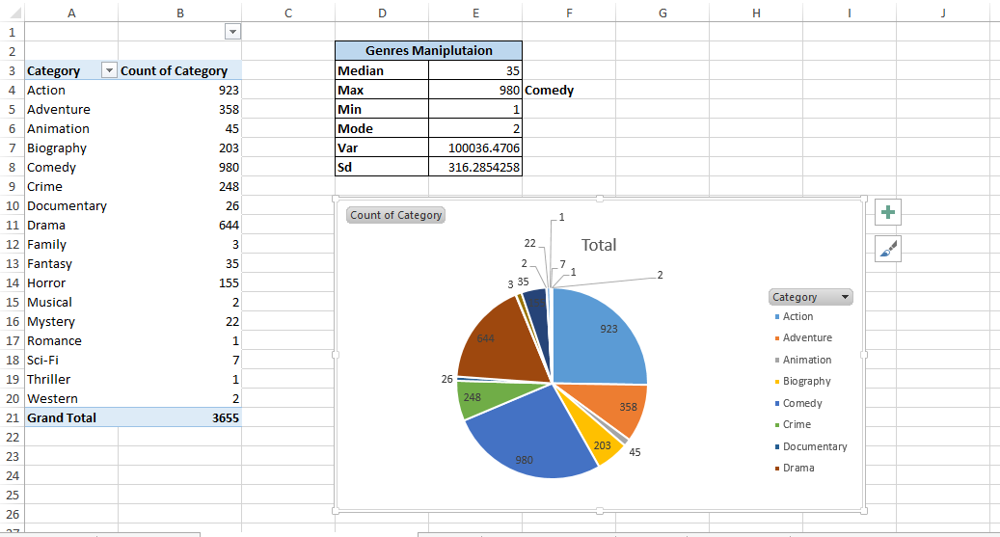 A B C D E F G H I J
1
2 Genres Maniplutaion
3 Category Count of Category Median 35
4 Action 923 Max 980 Comedy
5 Adventure 358 Min 1
6 Animation 45 Mode 2
7 Biography 203 Var 100036.4706
8 Comedy 980 Sd 316.2854258
9 Crime 248
10 Documentary 26
11 Drama 644
12 Family 3
13 Fantasy 35
14 Horror 155
15 Musical 2
16 Mystery 22
17 Romance 1
18 Sci-Fi 7
19 Thriller 1
20 Western 2
21 Grand Total 3655
22
23
24
25
26
27
Count of Category
Total
1
22
2
7
1
2
3 35
923
644
26
248
358
45
203
980
Category
Action
Adventure
Animation
Biography
Comedy
Crime
Documentary
Drama